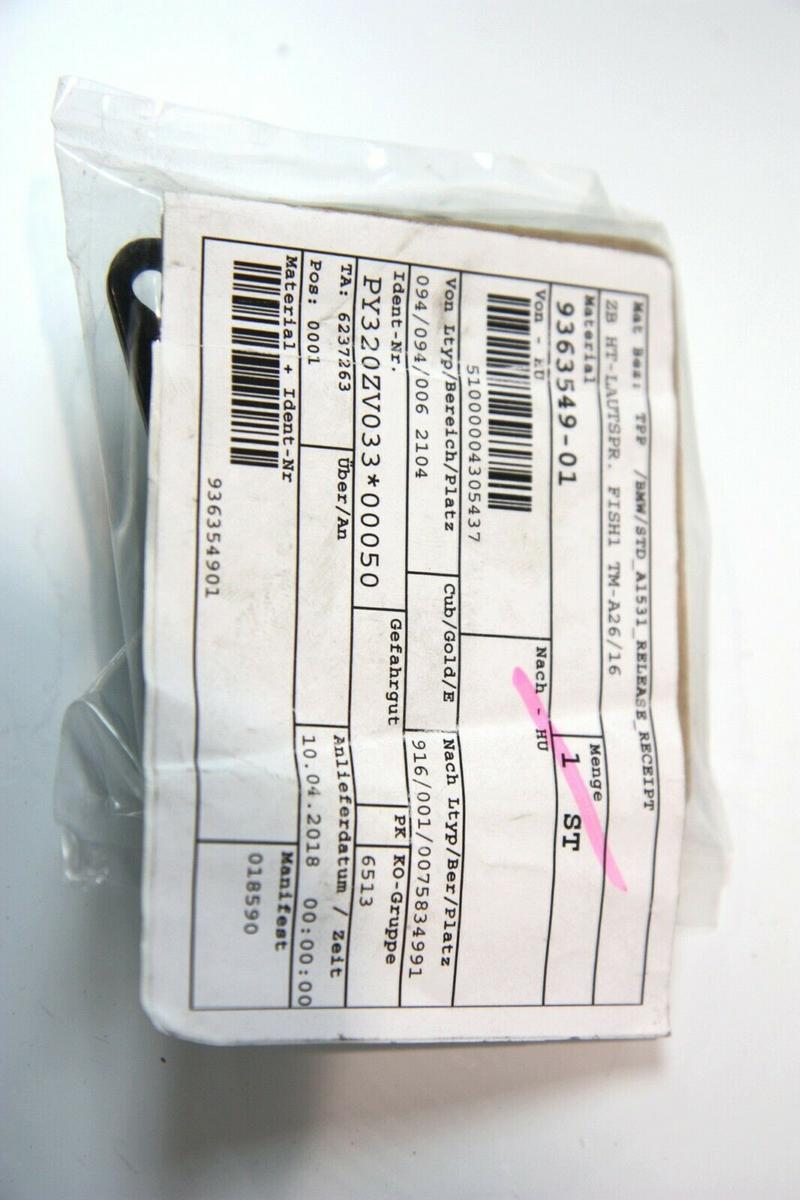 Mat Bez: TPP /BMW/STD_A1531_RELEASE_RECEIPT
ZB HT-LAUTSPR. FISH1 TM-A26/16
Material
9363549-01
Menge
1 ST
Von - HU
51000004305437
Nach - HU
Von Ltyp/Bereich/Platz
094/094/006 2104
Cub/Gold/E
Nach Ltyp/Ber/Platz
916/001/0075834991
Ident-Nr.
PY320ZV033*00050
Gefahrgut
PK
KO-Gruppe
6513
TA: 6237263
Pos: 0001
Über/An
Anlieferdatum / Zeit
10.04.2018 00:00:00
Material + Ident-Nr
936354901
Manifest
018590